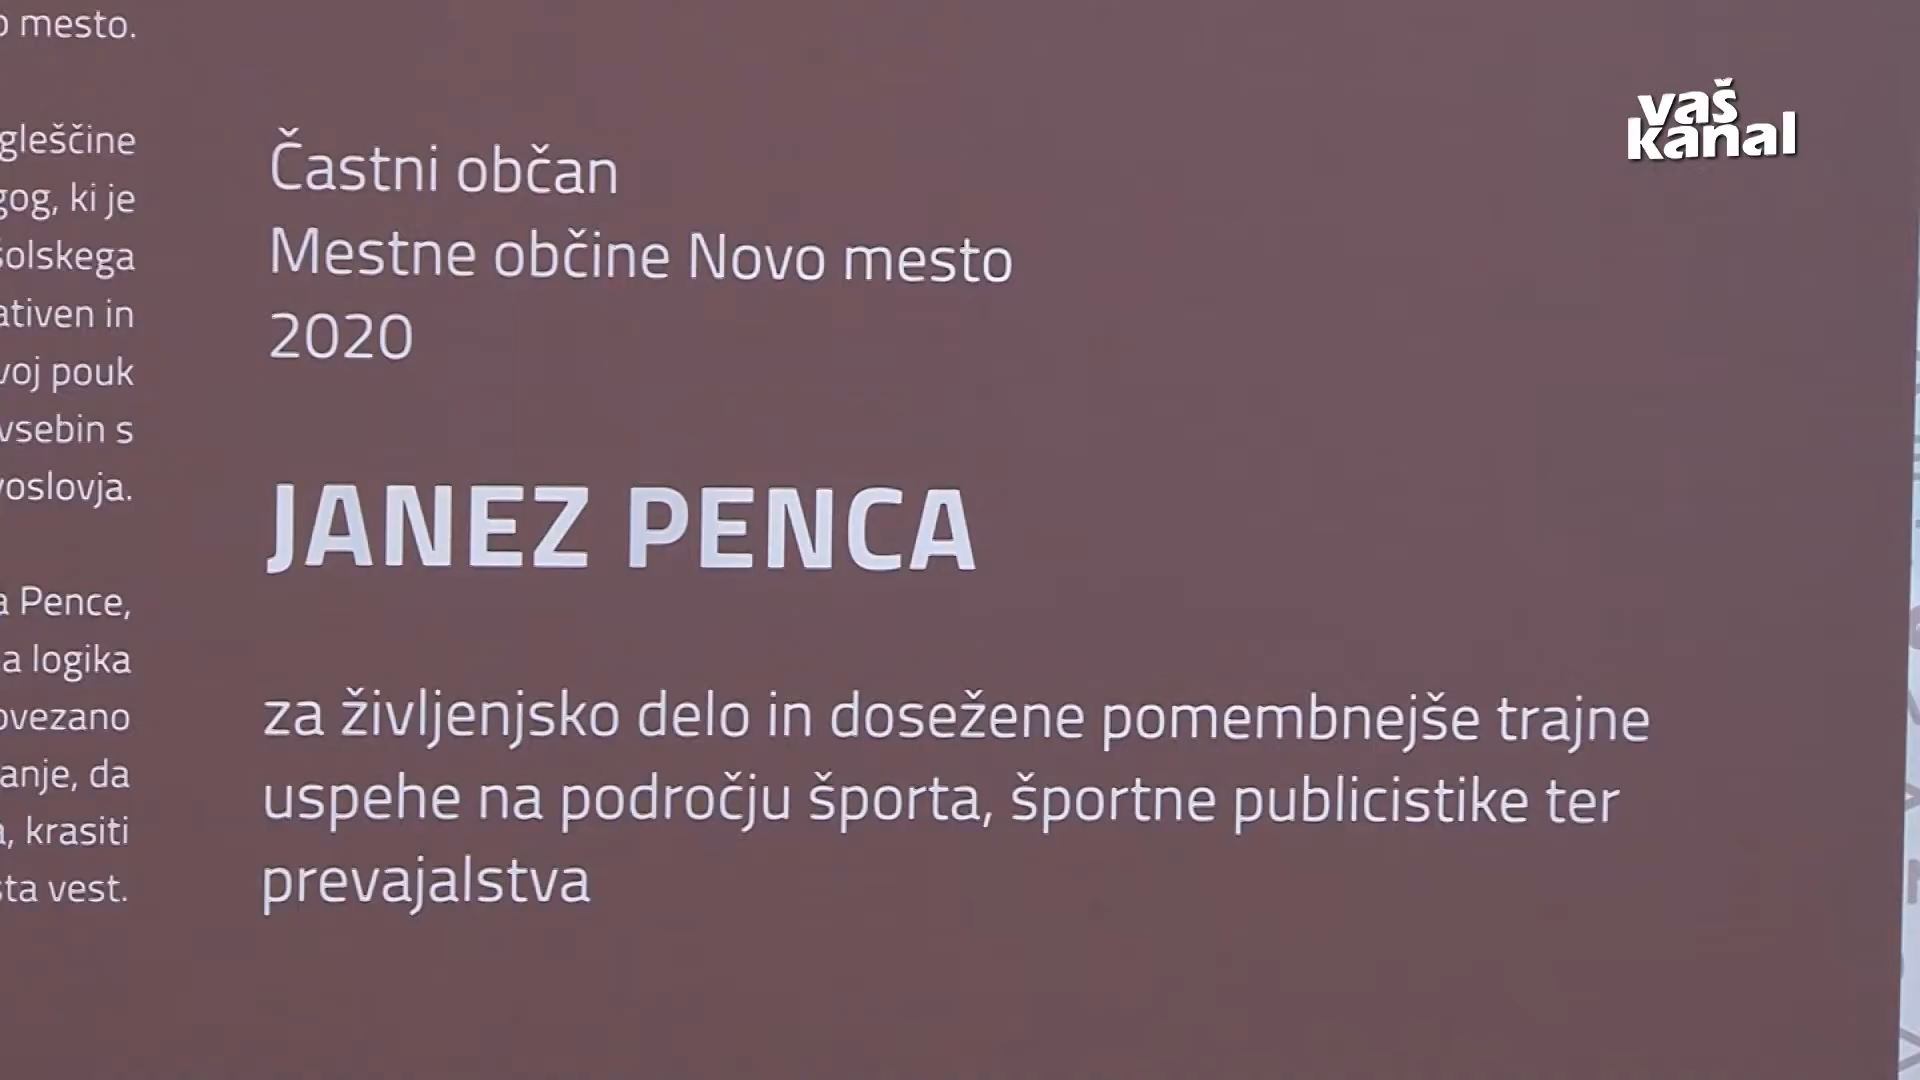 mesto.
gleščine
gog, ki je
šolskega
ativen in
voj pouk
vsebin s
voslovja.
Pence,
a logika
ovezano
anje, da
krasiti
sta vest.
Častni občan
Mestne občine Novo mesto
2020
JANEZ PENCA
za življenjsko delo in dosežene pomembnejše trajne
uspehe na področju športa, športne publicistike ter
prevajalstva
vaš
kanal